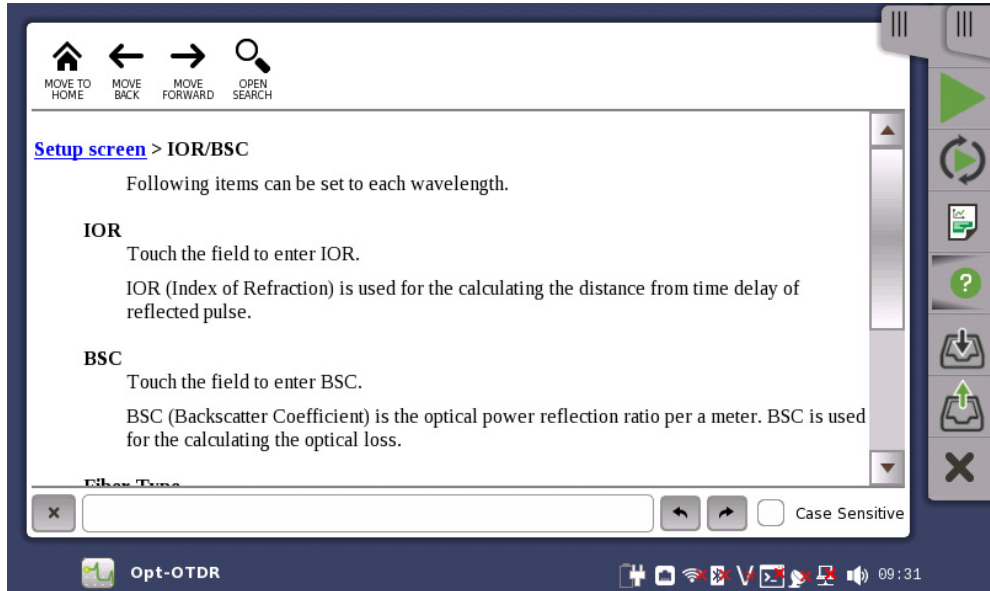 MOVE TO
HOME
MOVE
BACK
MOVE
FORWARD
OPEN
SEARCH
Setup screen > IOR/BSC
Following items can be set to each wavelength.
IOR
Touch the field to enter IOR.
IOR (Index of Refraction) is used for the calculating the distance from time delay of
reflected pulse.
BSC
Touch the field to enter BSC.
BSC (Backscatter Coefficient) is the optical power reflection ratio per a meter. BSC is used
for the calculating the optical loss.
Fiber Type
Case Sensitive
Opt-OTDR
09:31